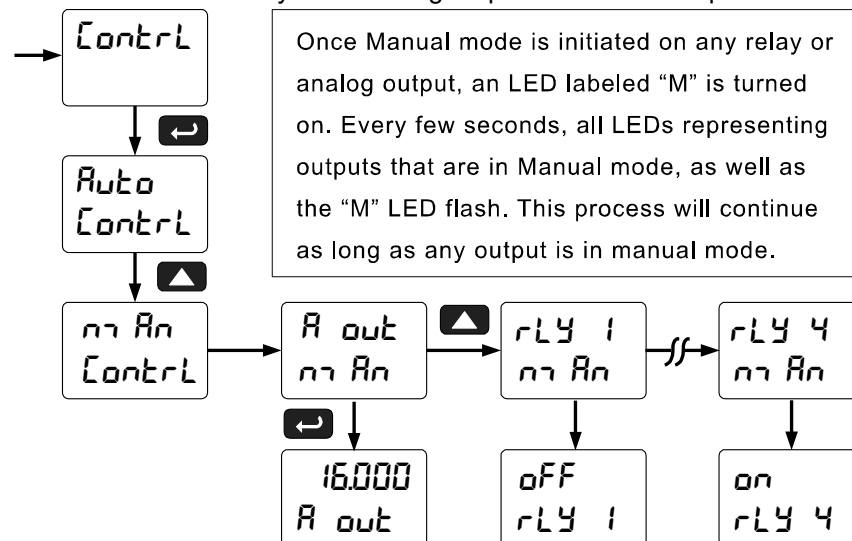 ContrL
Once Manual mode is initiated on any relay or
analog output, an LED labeled “M” is turned
on. Every few seconds, all LEDs representing
outputs that are in Manual mode, as well as
the “M” LED flash. This process will continue
as long as any output is in manual mode.
Auto
ContrL
mAn
ContrL
A out
mAn
rLY 1
mAn
rLY 4
mAn
16.000
A out
oFF
rLY 1
on
rLY 4